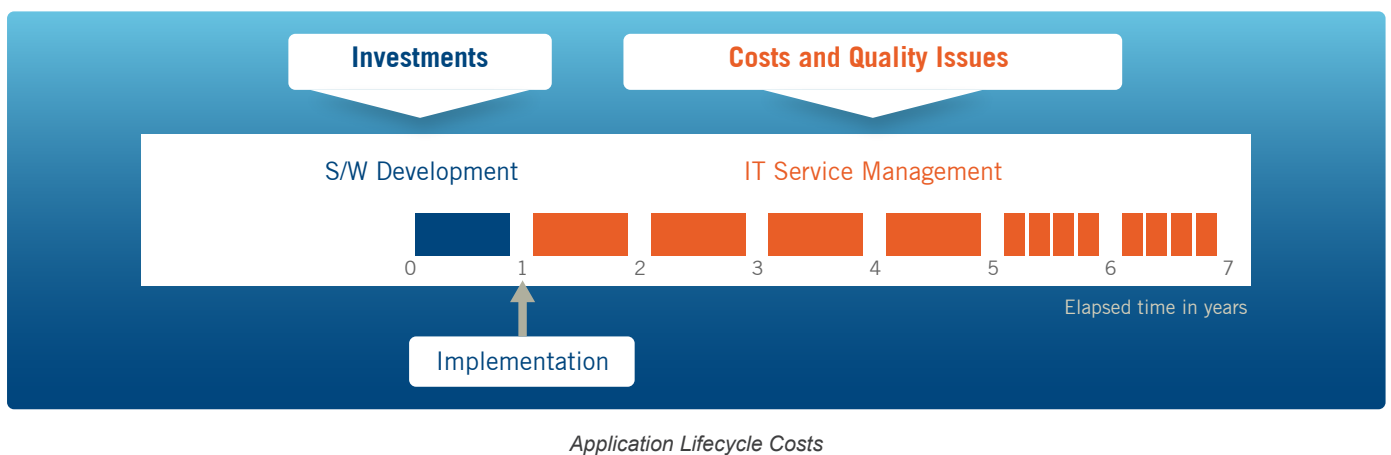 Investments
Costs and Quality Issues
S/W Development
IT Service Management
0 1 2 3 4 5 6 7
Elapsed time in years
Implementation
Application Lifecycle Costs